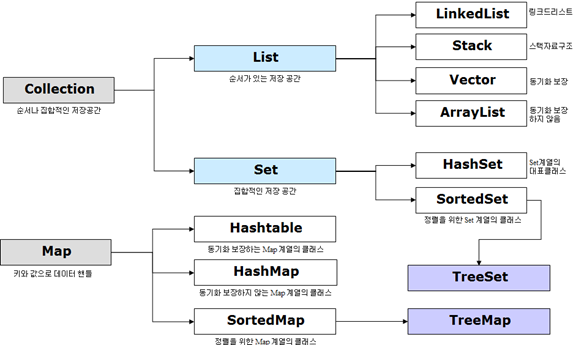 LinkedList
링크드리스트
List
순서가 있는 저장 공간
Stack
스택자료구조
Collection
순서나 집합적인 저장공간
Vector
동기화 보장
ArrayList
동기화 보장
하지 않음
Set
집합적인 저장 공간
HashSet
Set계열의
대표클래스
SortedSet
정렬을 위한 Set 계열의 클래스
Map
키와 값으로 데이터 핸들
Hashtable
동기화 보장하는 Map 계열의 클래스
HashMap
동기화 보장하지 않는 Map 계열의 클래스
TreeSet
SortedMap
정렬을 위한 Map 계열의 클래스
TreeMap